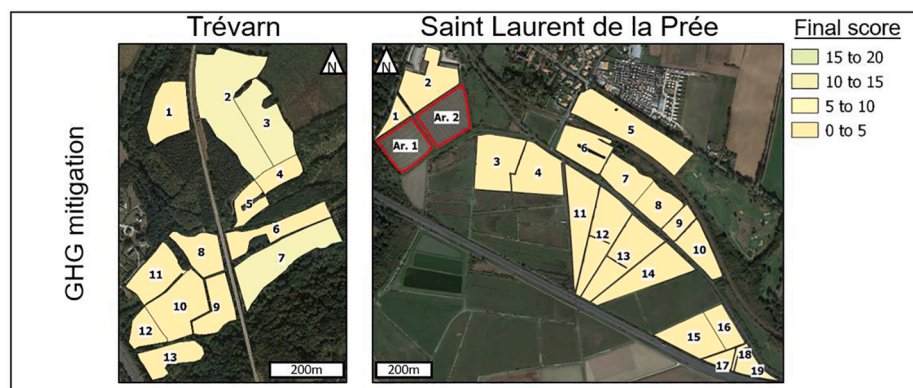 Trévarn
Saint Laurent de la Prée
Final score
15 to 20
10 to 15
5 to 10
0 to 5
GHG mitigation
N
1
2
3
4
5
6
7
8
9
10
11
12
13
200m
N
1
2
Ar. 1
Ar. 2
3
4
5
6
7
8
9
10
11
12
13
14
15
16
17
18
19
200m